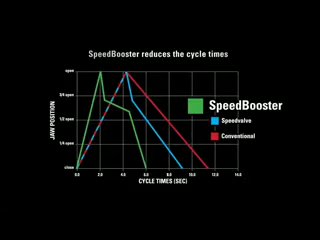 SpeedBooster reduces the cycle times
JAW POSITION
open
3/4 open
1/2 open
1/4 open
close
open
SpeedBooster
Speedvalve
Conventional
0.0 2.0 4.0 6.0 8.0 10.0 12.0 14.0
CYCLE TIMES (SEC)